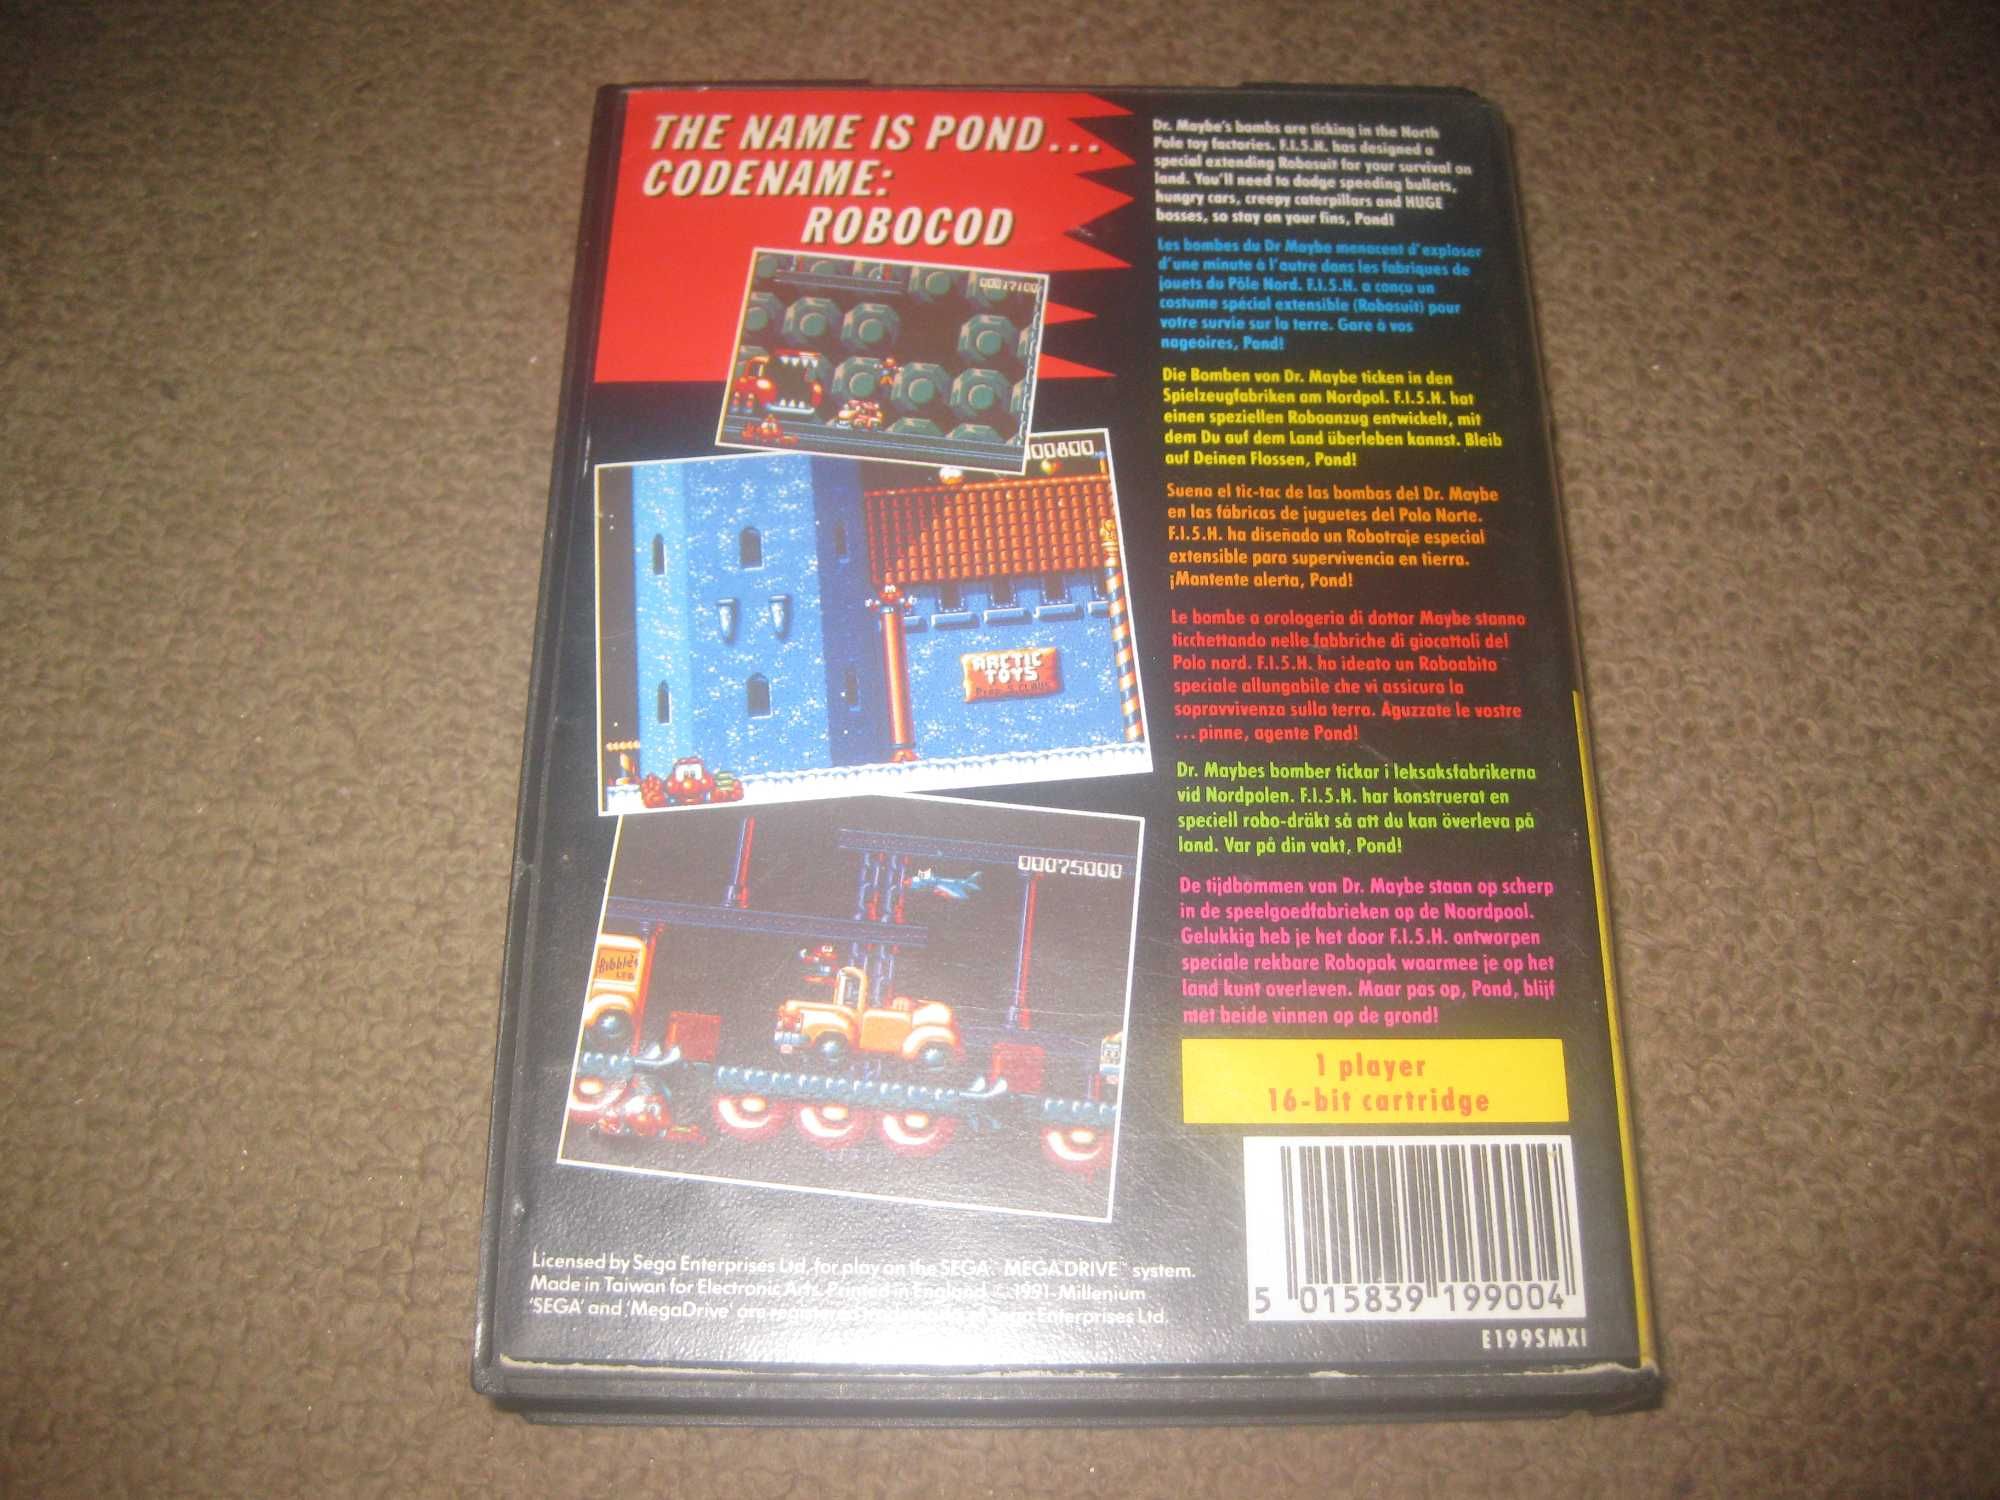 THE NAME IS POND...
CODENAME:
ROBOCOD
00017100
00800
ARCTIC
TOYS
00075000
Dr. Maybe's bombs are ticking in the North
Pole toy factories. F.I.5.H. has designed a
special extending Robosuit for your survival on
land. You'll need to dodge speeding bullets,
hungry cars, creepy caterpillars and HUGE
bosses, so stay on your fins, Pond!
Les bombes du Dr Maybe menacent d'exploser
d'une minute à l'autre dans les fabriques de
jouets du Pôle Nord. F.I.5.H. a conçu un
costume spécial extensible (Robosuit) pour
votre survie sur la terre. Gare à vos
nageoires, Pond!
Die Bomben von Dr. Maybe ticken in den
Spielzeugfabriken am Nordpol. F.I.5.H. hat
einen speziellen Roboanzug entwickelt, mit
dem Du auf dem Land überleben kannst. Bleib
auf Deinen Flossen, Pond!
Suena el tic-tac de las bombas del Dr. Maybe
en las fábricas de juguetes del Polo Norte.
F.I.5.H. ha diseñado un Robotraje especial
extensible para supervivencia en tierra.
¡Mantente alerta, Pond!
Le bombe a orologeria di dottor Maybe stanno
ticchettando nelle fabbriche di giocattoli del
Polo nord. F.I.5.H. ha ideato un Roboabito
speciale allungabile che vi assicura la
sopravvivenza sulla terra. Aguzzate le vostre
...pinne, agente Pond!
Dr. Maybes bomber tickar i leksaksfabrikerna
vid Nordpolen. F.I.5.H. har konstruerat en
speciell robo-dräkt så att du kan överleva på
land. Var på din vakt, Pond!
De tijdbommen van Dr. Maybe staan op scherp
in de speelgoedfabrieken op de Noordpool.
Gelukkig heb je het door F.I.5.H. ontworpen
speciale rekbare Robopak waarmee je op het
land kunt overleven. Maar pas op, Pond, blijf
met beide vinnen op de grond!
1 player
16-bit cartridge
Licensed by Sega Enterprises Ltd, for play on the SEGA™ MEGA DRIVE™ system.
Made in Taiwan for Electronic Arts. Printed in England. © 1991 Millenium
'SEGA' and 'MegaDrive' are Sega Enterprises Ltd.
5 015839 199004
E199SMXI